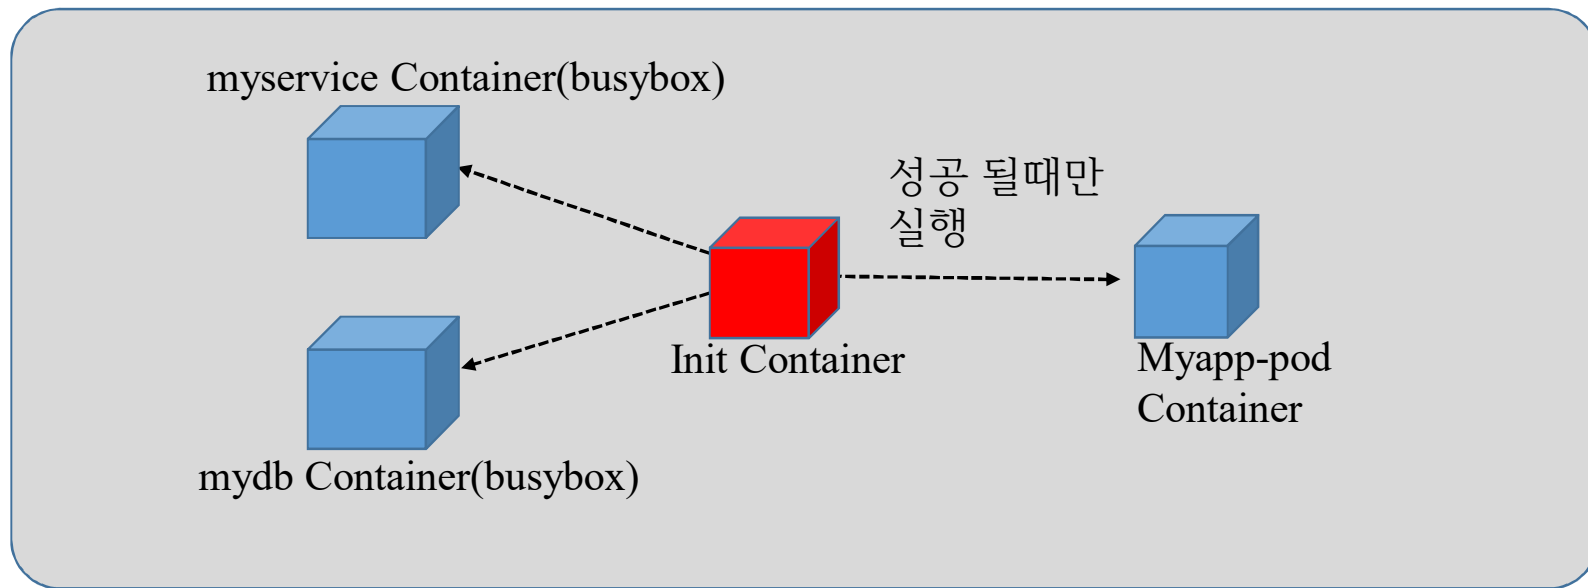 myservice Container(busybox)
성공 될때만
실행
Init Container
Myapp-pod
Container
mydb Container(busybox)